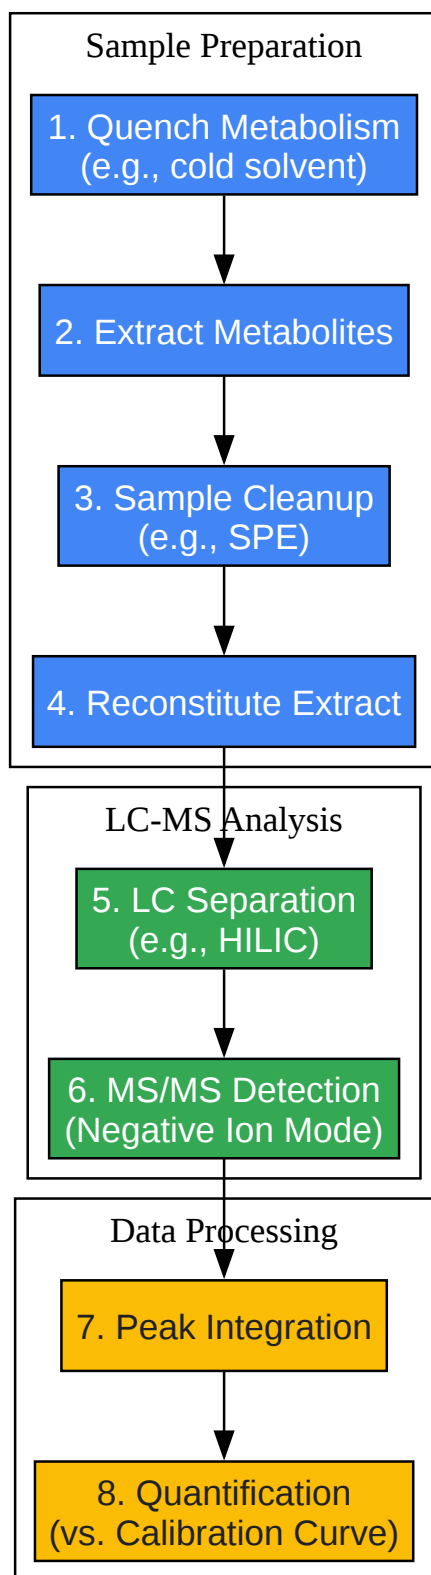 Sample Preparation
1. Quench Metabolism
(e.g., cold solvent)
2. Extract Metabolites
3. Sample Cleanup
(e.g., SPE)
4. Reconstitute Extract
LC-MS Analysis
5. LC Separation
(e.g., HILIC)
6. MS/MS Detection
(Negative Ion Mode)
Data Processing
7. Peak Integration
8. Quantification
(vs. Calibration Curve)